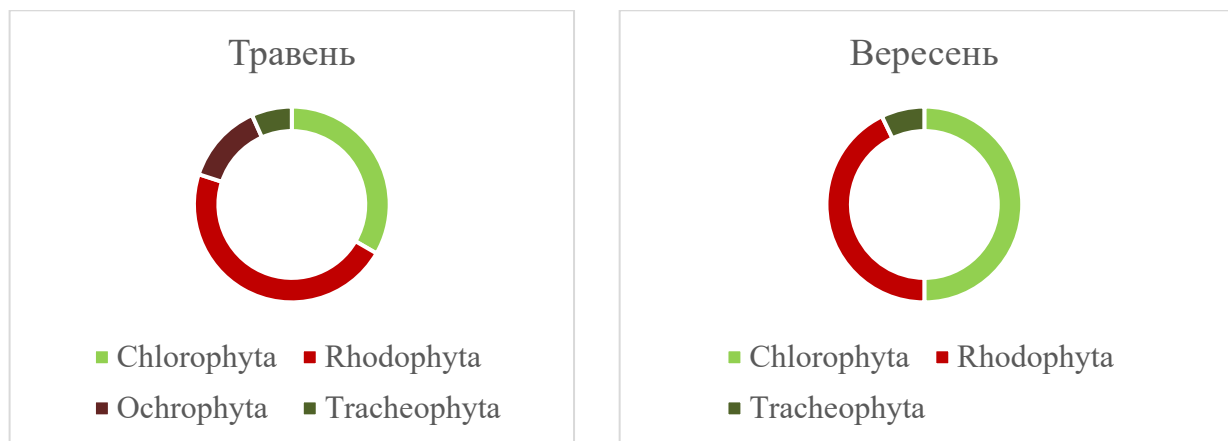 Травень
Chlorophyta Rhodophyta
Ochrophyta Tracheophyta
Вересень
Chlorophyta Rhodophyta
Tracheophyta